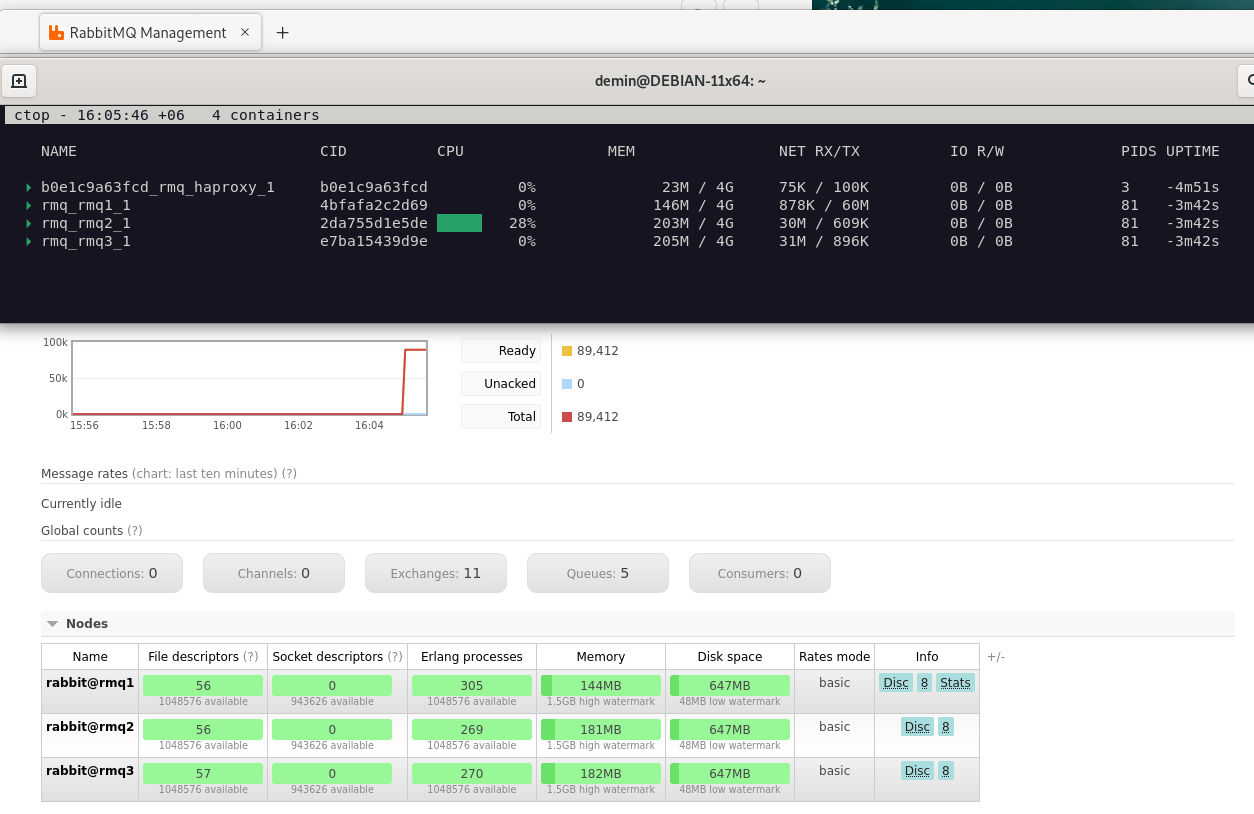 RabbitMQ Management × +
demin@DEBIAN-11x64: ~
ctop - 16:05:46 +06 4 containers
NAME CID CPU MEM NET RX/TX IO R/W PIDS UPTIME
b0e1c9a63fcd_rmq_haproxy_1 b0e1c9a63fcd 0% 23M / 4G 75K / 100K 0B / 0B 3 -4m51s
rmq_rmq1_1 4bfafa2c2d69 0% 146M / 4G 878K / 60M 0B / 0B 81 -3m42s
rmq_rmq2_1 2da755d1e5de 28% 203M / 4G 30M / 609K 0B / 0B 81 -3m42s
rmq_rmq3_1 e7ba15439d9e 0% 205M / 4G 31M / 896K 0B / 0B 81 -3m42s
100k
50k
0k
15:56 15:58 16:00 16:02 16:04
Ready 89,412
Unacked 0
Total 89,412
Message rates (chart: last ten minutes) (?)
Currently idle
Global counts (?)
Connections: 0 Channels: 0 Exchanges: 11 Queues: 5 Consumers: 0
Nodes
Name File descriptors (?) Socket descriptors (?) Erlang processes Memory Disk space Rates mode Info +/-
rabbit@rmq1 56 0 305 144MB 647MB basic Disc 8 Stats
1048576 available 943626 available 1048576 available 1.5GB high watermark 48MB low watermark
rabbit@rmq2 56 0 269 181MB 647MB basic Disc 8
1048576 available 943626 available 1048576 available 1.5GB high watermark 48MB low watermark
rabbit@rmq3 57 0 270 182MB 647MB basic Disc 8
1048576 available 943626 available 1048576 available 1.5GB high watermark 48MB low watermark